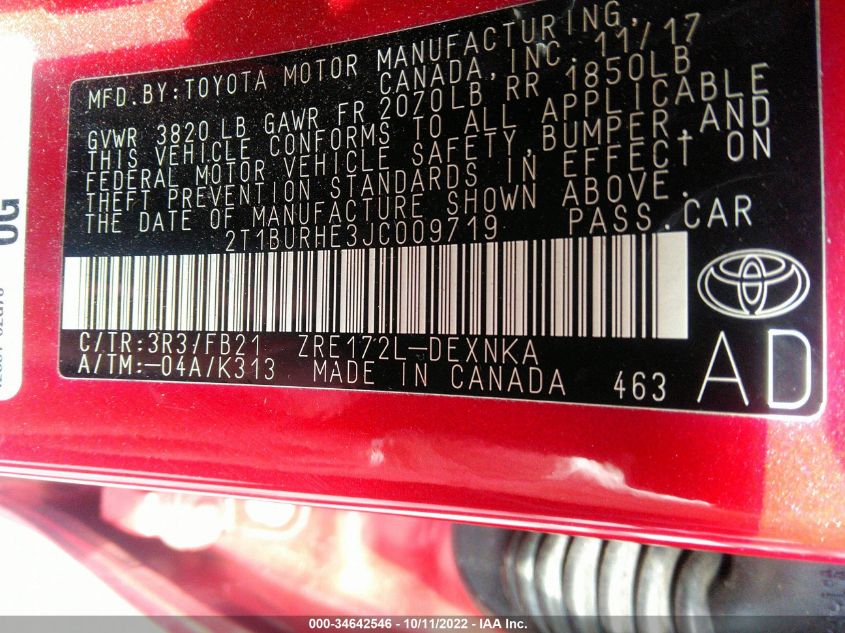 MFD.BY:TOYOTA MOTOR MANUFACTURING,
CANADA,INC. 11/17
GVWR 3820LB GAWR FR 2070LB RR 1850LB
THIS VEHICLE CONFORMS TO ALL APPLICABLE
FEDERAL MOTOR VEHICLE SAFETY,BUMPER,AND
THEFT PREVENTION STANDARDS IN EFFECT ON
THE DATE OF MANUFACTURE SHOWN ABOVE.
2T1BURHE3JC009719 PASS.CAR
C/TR:3R3/FB21 ZRE172L-DEXNKA
A/TM:-04A/K313 MADE IN CANADA 463
AD
000-34642546 | 10/11/2022 - IAA Inc.